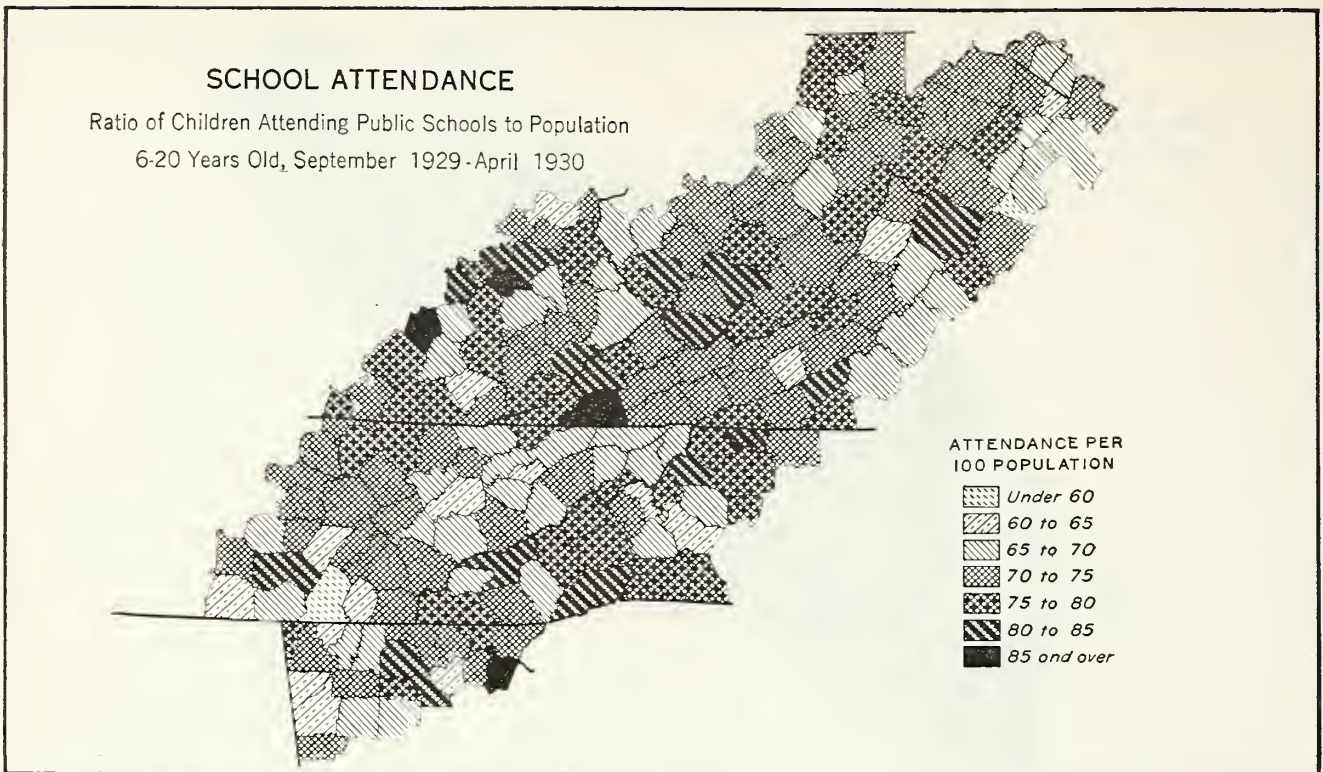 SCHOOL ATTENDANCE
Ratio of Children Attending Public Schools to Population
6-20 Years Old, September 1929-April 1930
ATTENDANCE PER
100 POPULATION
Under 60
60 to 65
65 to 70
70 to 75
75 to 80
80 to 85
85 and over